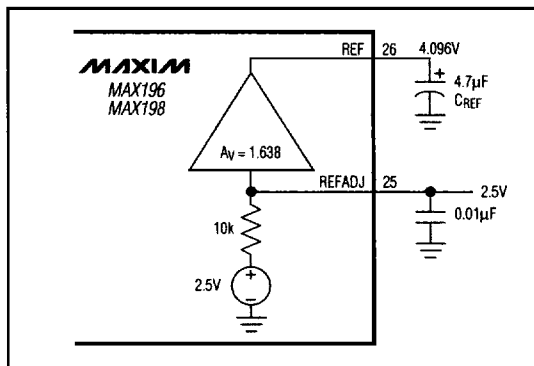 REF 26 4.096V
MAXIM
MAX196
MAX198
+
4.7µF
CREF
AV = 1.638
REFADJ 25 2.5V
0.01µF
10k
2.5V
+
−